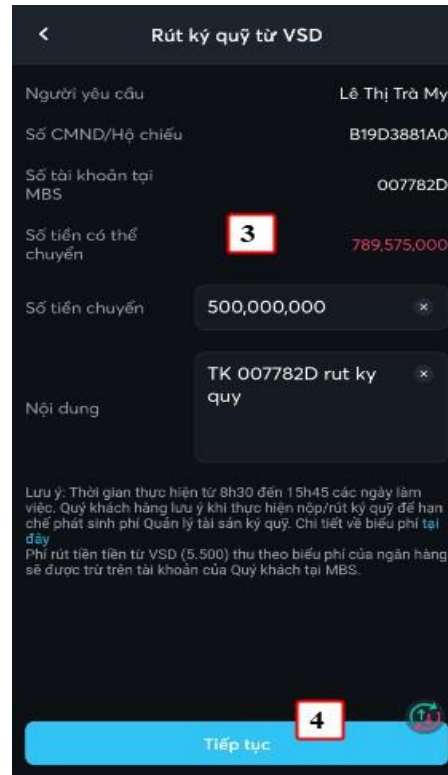 Rút ký quỹ từ VSD
Người yêu cầu Lê Thị Trà My
Số CMND/Hộ chiếu B19D3881A0
Số tài khoản tại
MBS 007782D
Số tiền có thể
chuyển 3 789,575,000
Số tiền chuyển 500,000,000
Nội dung TK 007782D rut ky
quy
Lưu ý: Thời gian thực hiện từ 8h30 đến 15h45 các ngày làm
việc. Quý khách hàng lưu ý khi thực hiện nộp/rút ký quỹ để hạn
chế phát sinh phí Quản lý tài sản ký quỹ. Chi tiết về biểu phí tại
đây
Phí rút tiền tiền từ VSD (5.500) thu theo biểu phí của ngân hàng
sẽ được trừ trên tài khoản của Quý khách tại MBS.
4
Tiếp tục